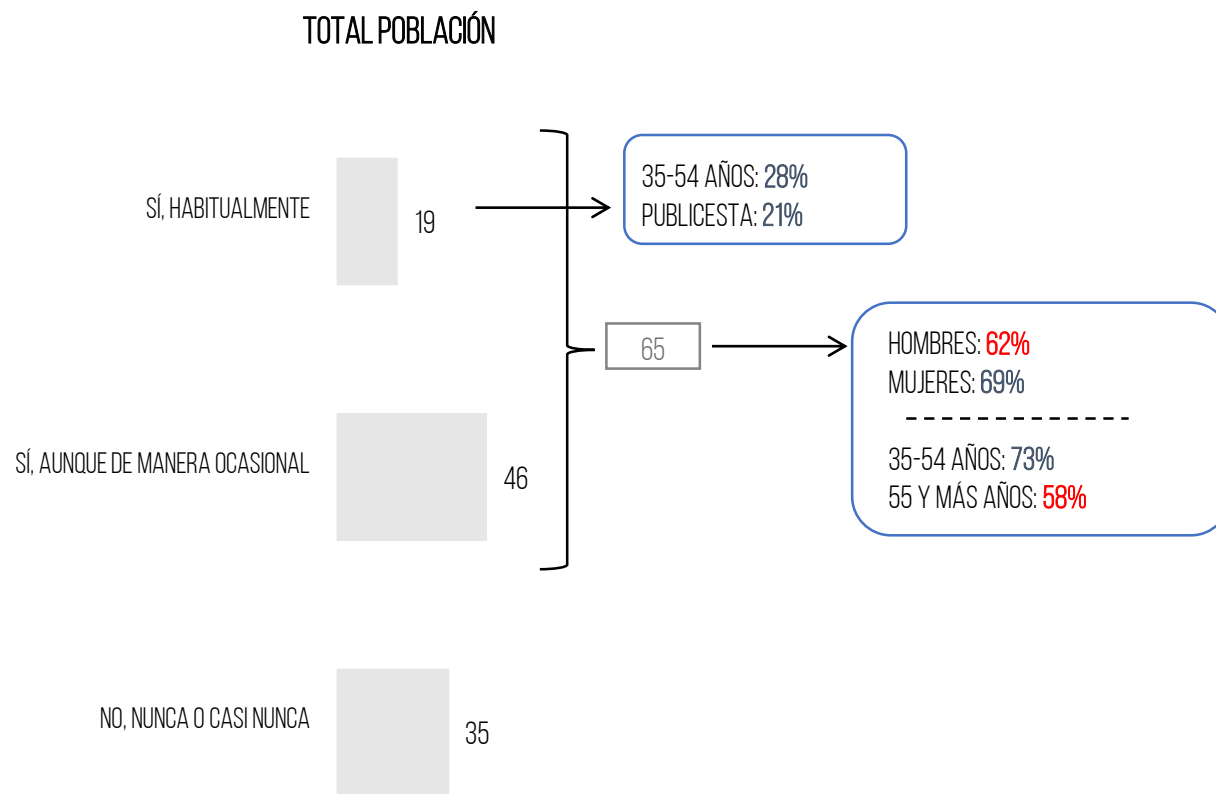 TOTAL POBLACIÓN
SÍ, HABITUALMENTE
19
35-54 AÑOS: 28%
PUBLICESTA: 21%
65
HOMBRES: 62%
MUJERES: 69%
35-54 AÑOS: 73%
55 Y MÁS AÑOS: 58%
SÍ, AUNQUE DE MANERA OCASIONAL
46
NO, NUNCA O CASI NUNCA
35